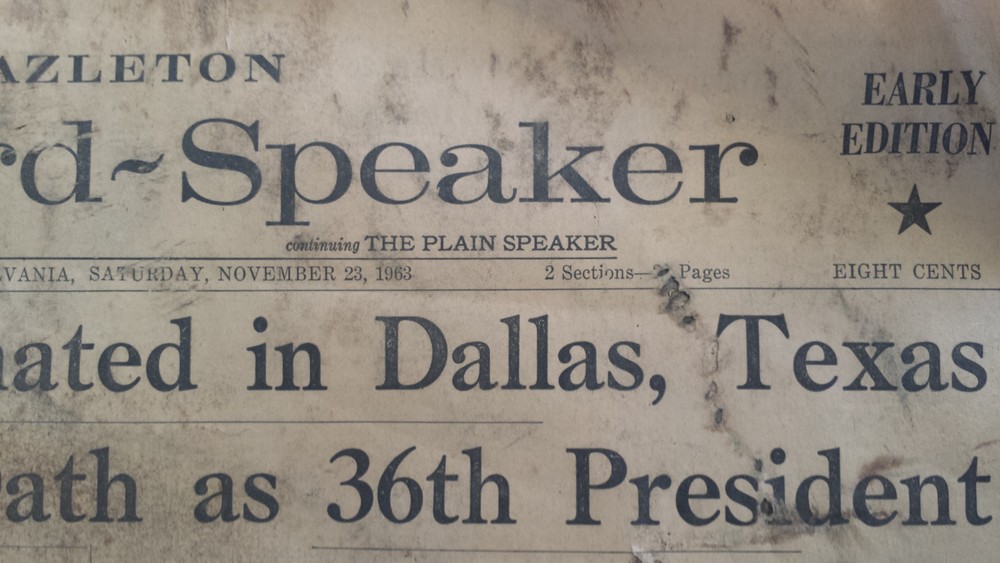 AZLETON
rd~Speaker
EARLY
EDITION
continuing THE PLAIN SPEAKER
VANIA, SATURDAY, NOVEMBER 23, 1963
2 Sections— Pages
EIGHT CENTS
ated in Dallas, Texas
ath as 36th President